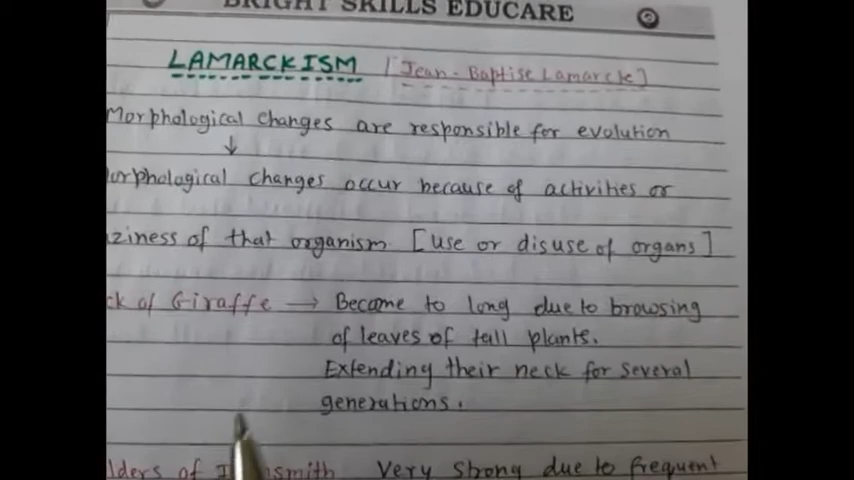 BRIGHT SKILLS EDUCARE
LAMARCKISM [Jean-Baptise Lamarck]
Morphological changes are responsible for evolution
↓
orphological changes occur because of activities or
ziness of that organism. [use or disuse of organs]
ck of Giraffe → Become to long due to browsing
of leaves of tall plants.
Extending their neck for several
generations.
lders of smith Very strong due to frequent